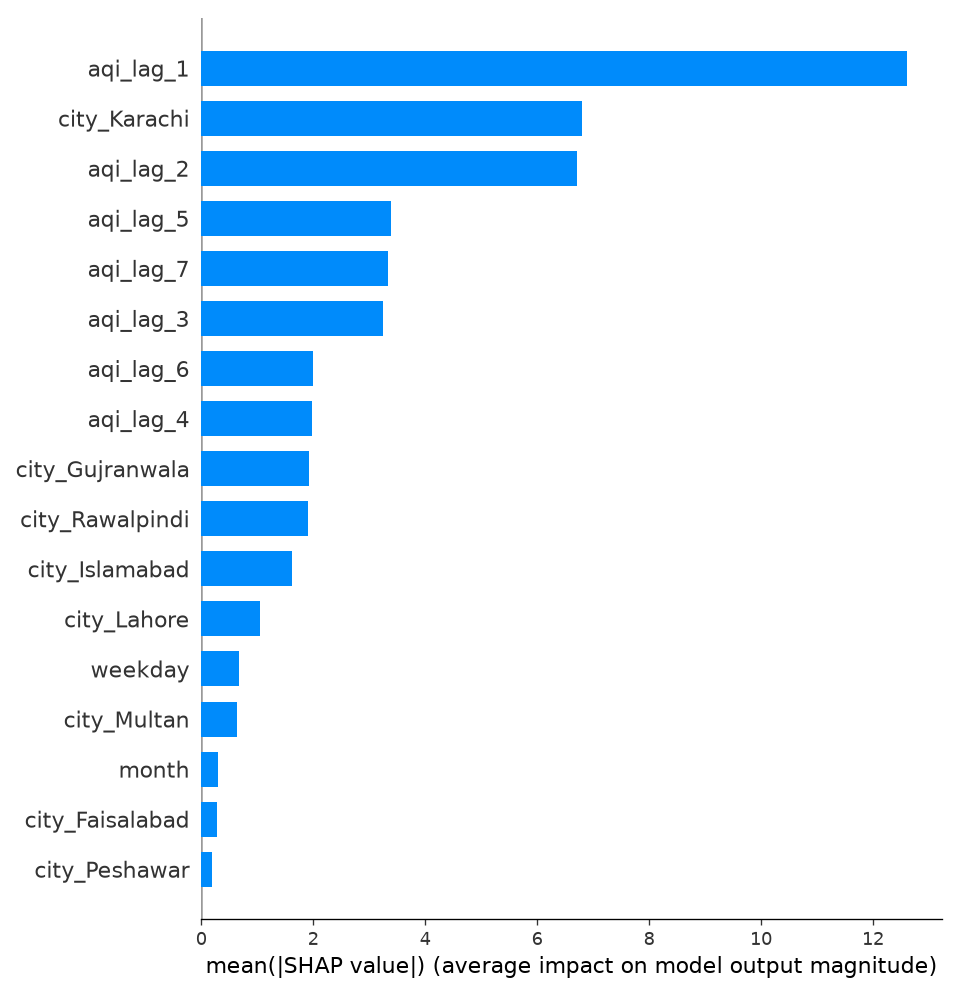 aqi_lag_1
city_Karachi
aqi_lag_2
aqi_lag_5
aqi_lag_7
aqi_lag_3
aqi_lag_6
aqi_lag_4
city_Gujranwala
city_Rawalpindi
city_Islamabad
city_Lahore
weekday
city_Multan
month
city_Faisalabad
city_Peshawar
0 2 4 6 8 10 12
mean(|SHAP value|) (average impact on model output magnitude)